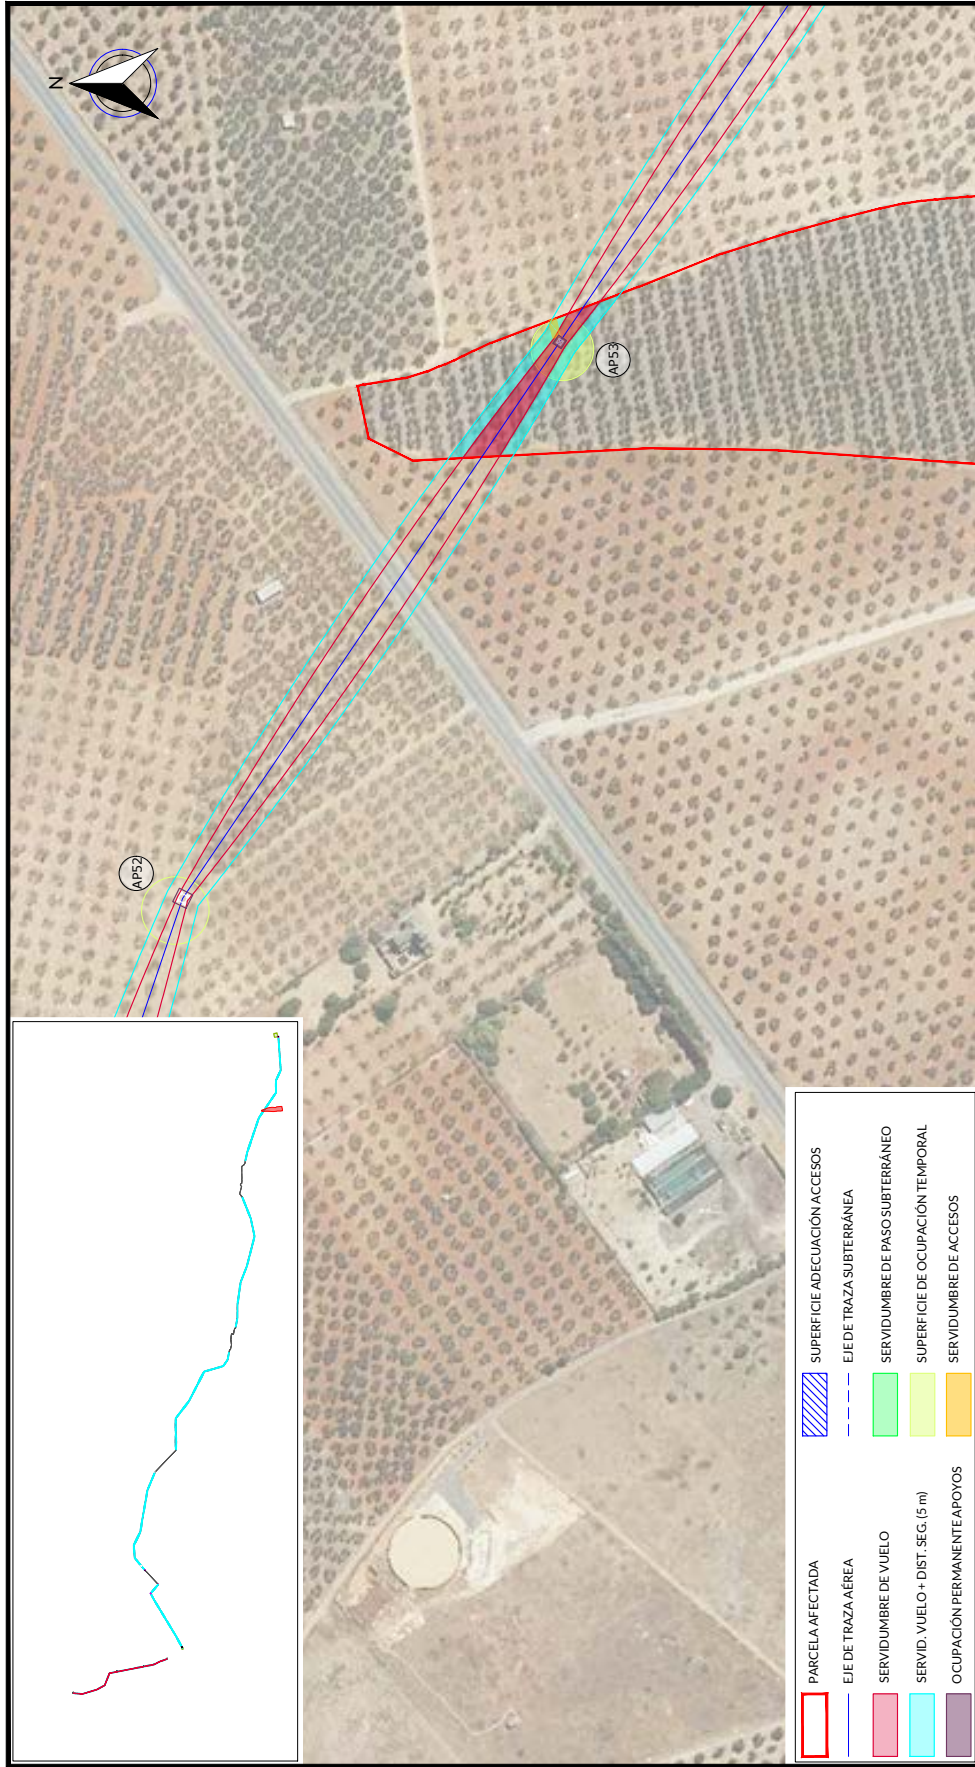 N
AP52
AP53
PARCELA AFECTADA
EJE DE TRAZA AÉREA
SERVIDUMBRE DE VUELO
SERVID. VUELO + DIST. SEG. (5 m)
OCUPACIÓN PERMANENTE APOYOS
SUPERFICIE ADECUACIÓN ACCESOS
EJE DE TRAZA SUBTERRÁNEA
SERVIDUMBRE DE PASO SUBTERRÁNEO
SUPERFICIE DE OCUPACIÓN TEMPORAL
SERVIDUMBRE DE ACCESOS